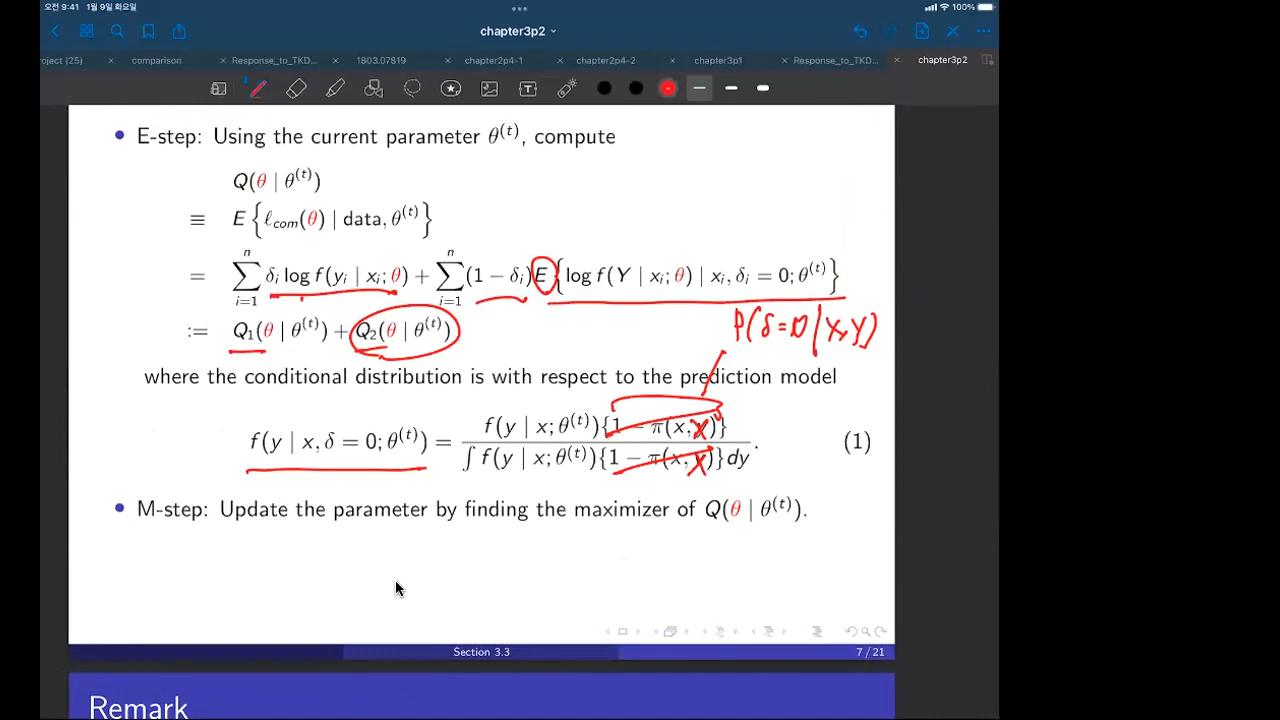 오전 9:41 1월 9일 화요일
100%
chapter3p2
roject (25)
comparison
Response_to_TKD...
1803.07819
chapter2p4-1
chapter2p4-2
chapter3p1
Response_to_TKD...
chapter3p2
• E-step: Using the current parameter θ^(t), compute
Q(θ | θ^(t))
≡ E{ℓ_com(θ) | data, θ^(t)}
= ∑_{i=1}^{n} δ_i log f(y_i | x_i; θ) + ∑_{i=1}^{n} (1 − δ_i)E{log f(Y | x_i; θ) | x_i, δ_i = 0; θ^(t)}
:= Q_1(θ | θ^(t)) + Q_2(θ | θ^(t))
P(δ=0|X,Y)
where the conditional distribution is with respect to the prediction model
f(y | x, δ = 0; θ^(t)) = f(y | x; θ^(t)){1 − π(x, y)} / ∫ f(y | x; θ^(t)){1 − π(x, y)}dy . (1)
• M-step: Update the parameter by finding the maximizer of Q(θ | θ^(t)).
Section 3.3
7 / 21
Remark